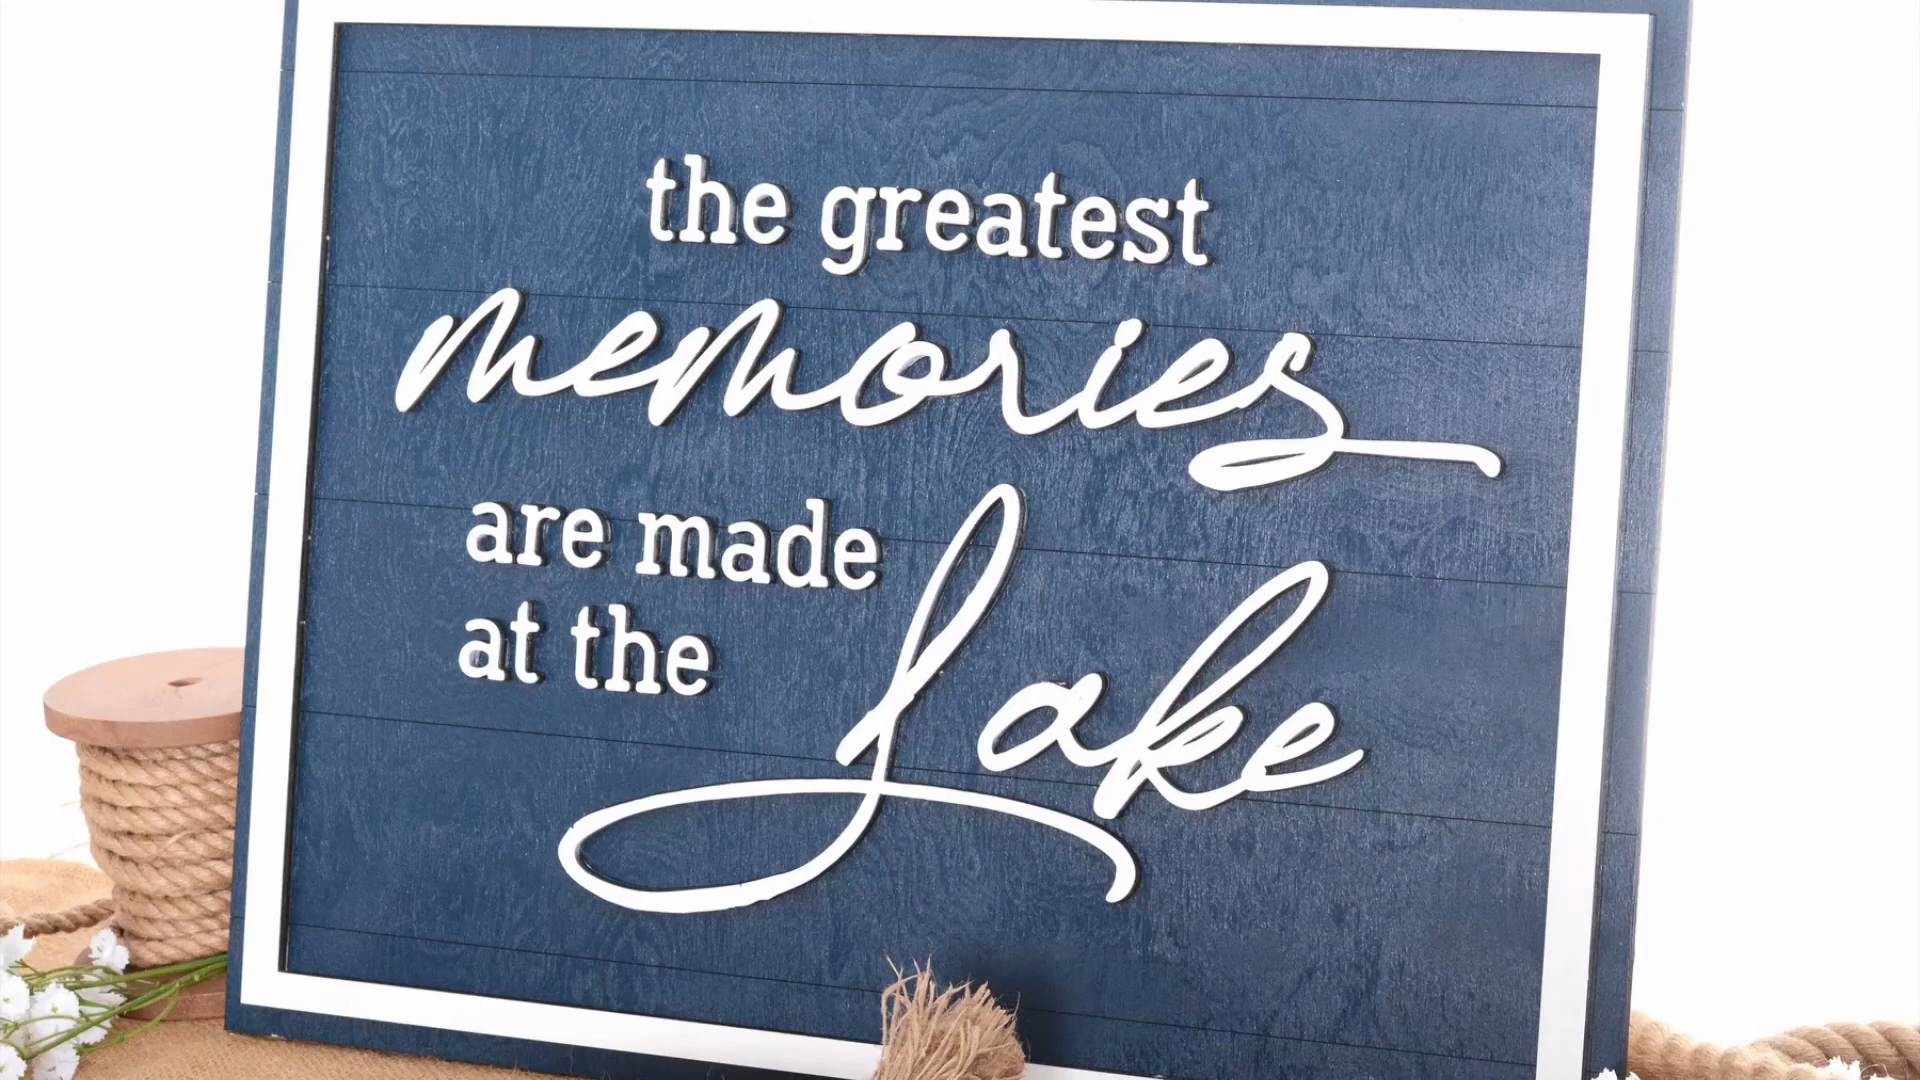 the greatest
memories
are made
at the
Lake